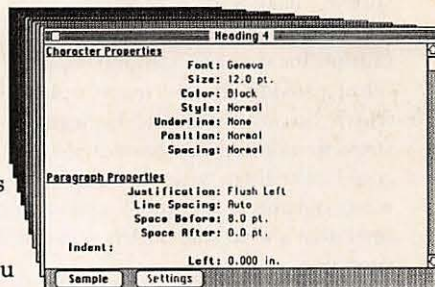 Heading 4
Character Properties
Font: Geneva
Size: 12.0 pt.
Color: Black
Style: Normal
Underline: None
Position: Normal
Spacing: Normal
Paragraph Properties
Justification: Flush Left
Line Spacing: Auto
Space Before: 8.0 pt.
Space After: 0.0 pt.
Indent:
Left: 0.000 in.
Sample Settings
s
u